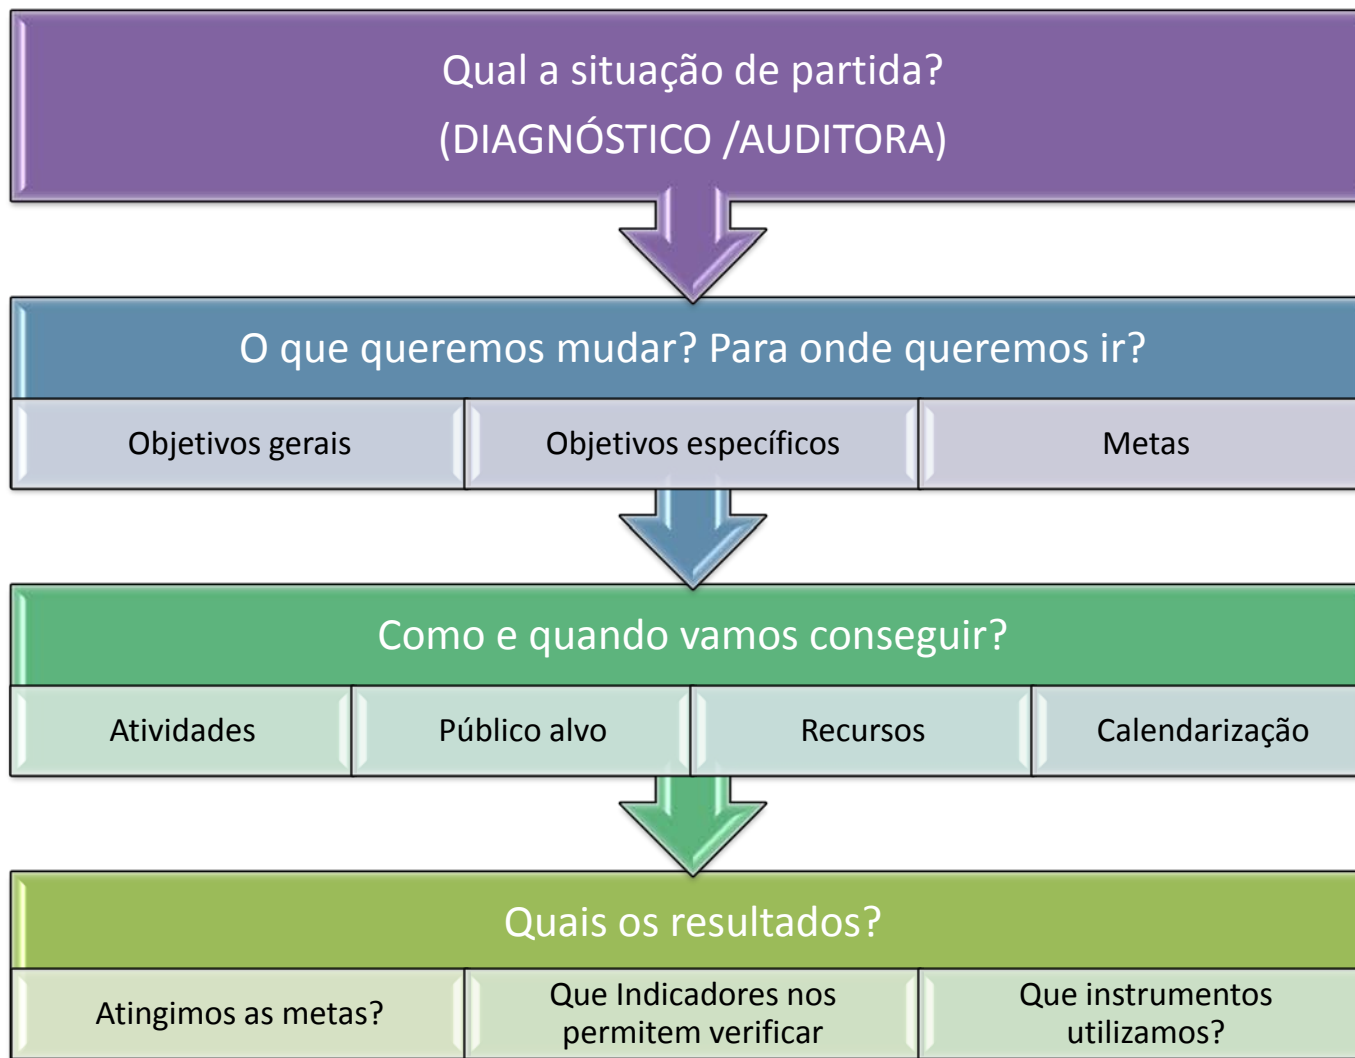 Qual a situação de partida?
(DIAGNÓSTICO /AUDITORA)
O que queremos mudar? Para onde queremos ir?
Objetivos gerais
Objetivos específicos
Metas
Como e quando vamos conseguir?
Atividades
Público alvo
Recursos
Calendarização
Quais os resultados?
Atingimos as metas?
Que Indicadores nos
permitem verificar
Que instrumentos
utilizamos?